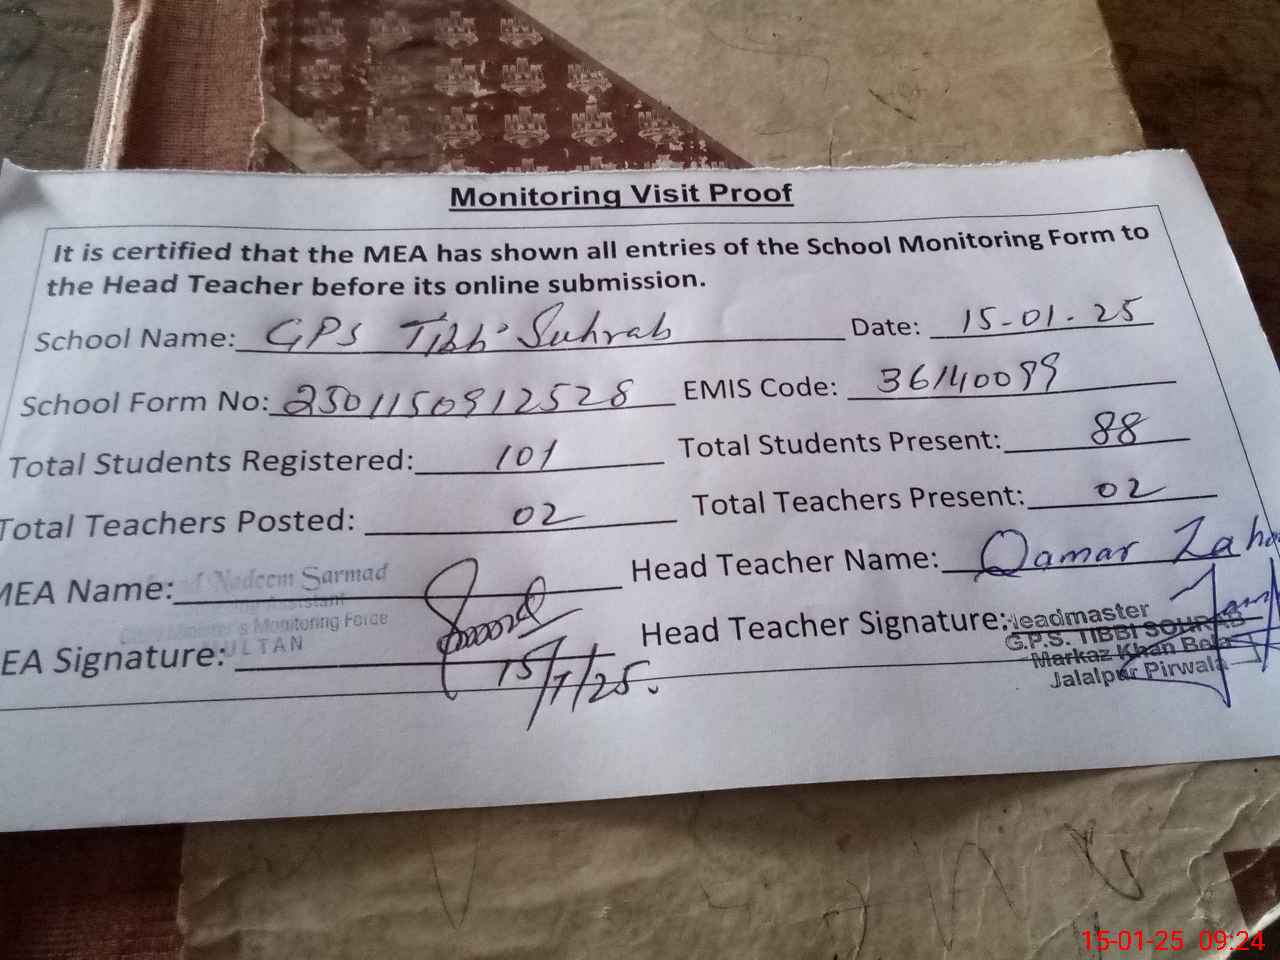 Monitoring Visit Proof
It is certified that the MEA has shown all entries of the School Monitoring Form to
the Head Teacher before its online submission.
School Name: GPS Tibbi Suhrab Date: 15-01-25
School Form No: 2501150912528 EMIS Code: 36140099
Total Students Registered: 101 Total Students Present: 88
Total Teachers Posted: 02 Total Teachers Present: 02
MEA Name: Nadeem Sarmad Head Teacher Name: Qamar
Assistant
Monitoring Force
EA Signature: Head Teacher Signature:
15/1/25.
Headmaster
G.P.S. TIBBI SOHRAB
Markaz Khan Bela
Jalalpur Pirwala
15-01-25 09:24